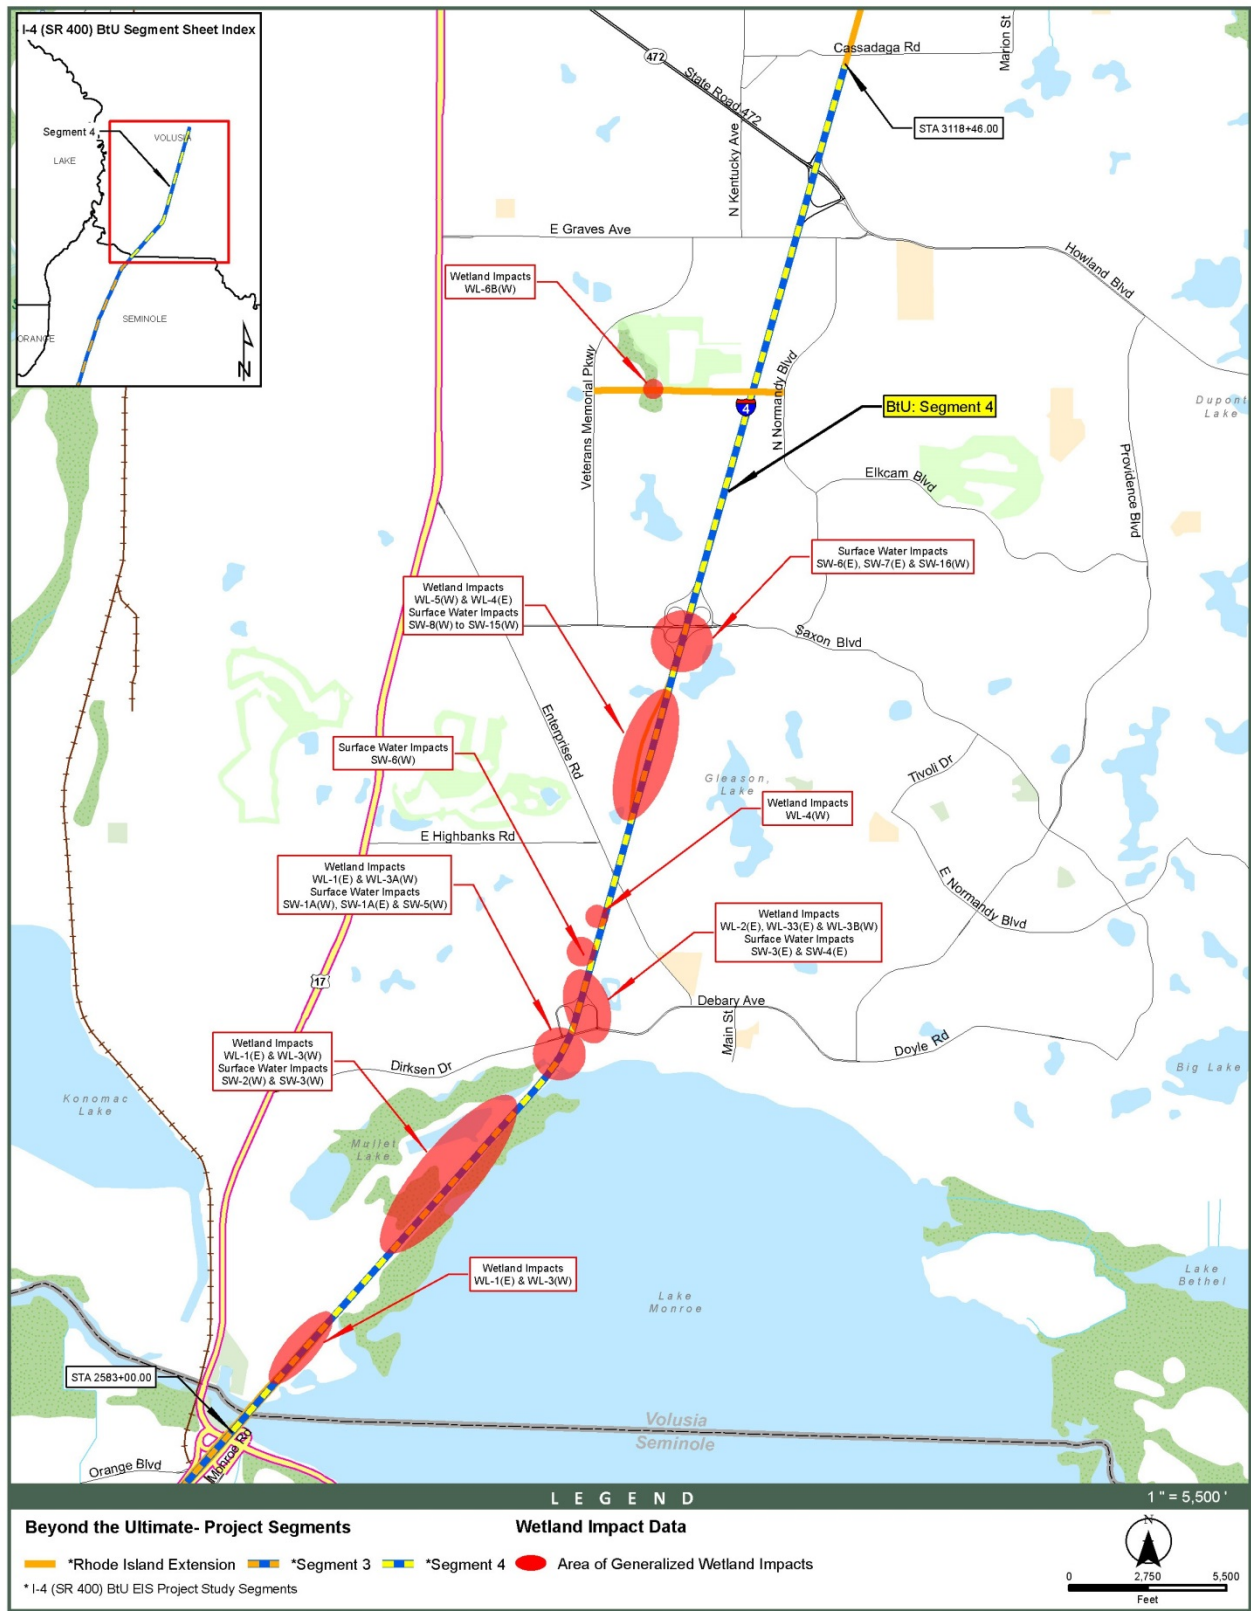 I-4 (SR 400) BtU Segment Sheet Index
Segment 4
VOLUSIA
LAKE
SEMINOLE
ORANGE
N
472
State Road 472
Cassadaga Rd
Marion St
STA 3118+46.00
N Kentucky Ave
E Graves Ave
Howland Blvd
Wetland Impacts
WL-6B(W)
Veterans Memorial Pkwy
N Normandy Blvd
4
BtU: Segment 4
Dupont
Lake
Elkcam Blvd
Providence Blvd
Surface Water Impacts
SW-6(E), SW-7(E) & SW-16(W)
Wetland Impacts
WL-5(W) & WL-4(E)
Surface Water Impacts
SW-8(W) to SW-15(W)
Saxon Blvd
Enterprise Rd
Surface Water Impacts
SW-6(W)
Gleason,
Lake
Tivoli Dr
Wetland Impacts
WL-4(W)
E Highbanks Rd
Wetland Impacts
WL-1(E) & WL-3A(W)
Surface Water Impacts
SW-1A(W), SW-1A(E) & SW-5(W)
E Normandy Blvd
Wetland Impacts
WL-2(E), WL-33(E) & WL-3B(W)
Surface Water Impacts
SW-3(E) & SW-4(E)
17
Debary Ave
Main St
Doyle Rd
Wetland Impacts
WL-1(E) & WL-3(W)
Surface Water Impacts
SW-2(W) & SW-3(W)
Dirksen Dr
Big Lake
Konomac
Lake
Mullet
Lake
Wetland Impacts
WL-1(E) & WL-3(W)
Lake
Monroe
Lake
Bethel
STA 2583+00.00
Volusia
Seminole
Monroe Rd
Orange Blvd
LEGEND
1 " = 5,500 '
Beyond the Ultimate- Project Segments
Wetland Impact Data
*Rhode Island Extension
*Segment 3
*Segment 4
Area of Generalized Wetland Impacts
* I-4 (SR 400) BtU EIS Project Study Segments
N
0 2,750 5,500
Feet